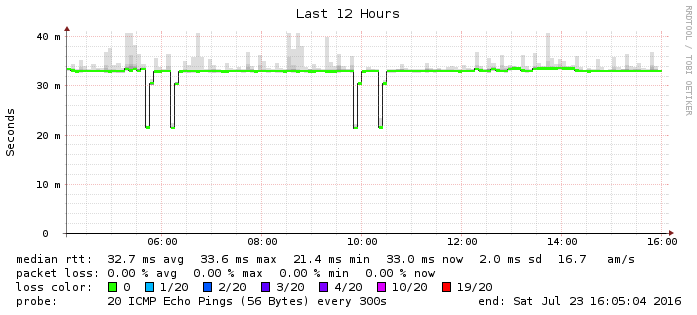 Last 12 Hours
RRDTOOL / TOBI OETIKER
Seconds
40 m
30 m
20 m
10 m
0
06:00 08:00 10:00 12:00 14:00 16:00
median rtt: 32.7 ms avg 33.6 ms max 21.4 ms min 33.0 ms now 2.0 ms sd 16.7 am/s
packet loss: 0.00 % avg 0.00 % max 0.00 % min 0.00 % now
loss color: 0 1/20 2/20 3/20 4/20 10/20 19/20
probe: 20 ICMP Echo Pings (56 Bytes) every 300s end: Sat Jul 23 16:05:04 2016